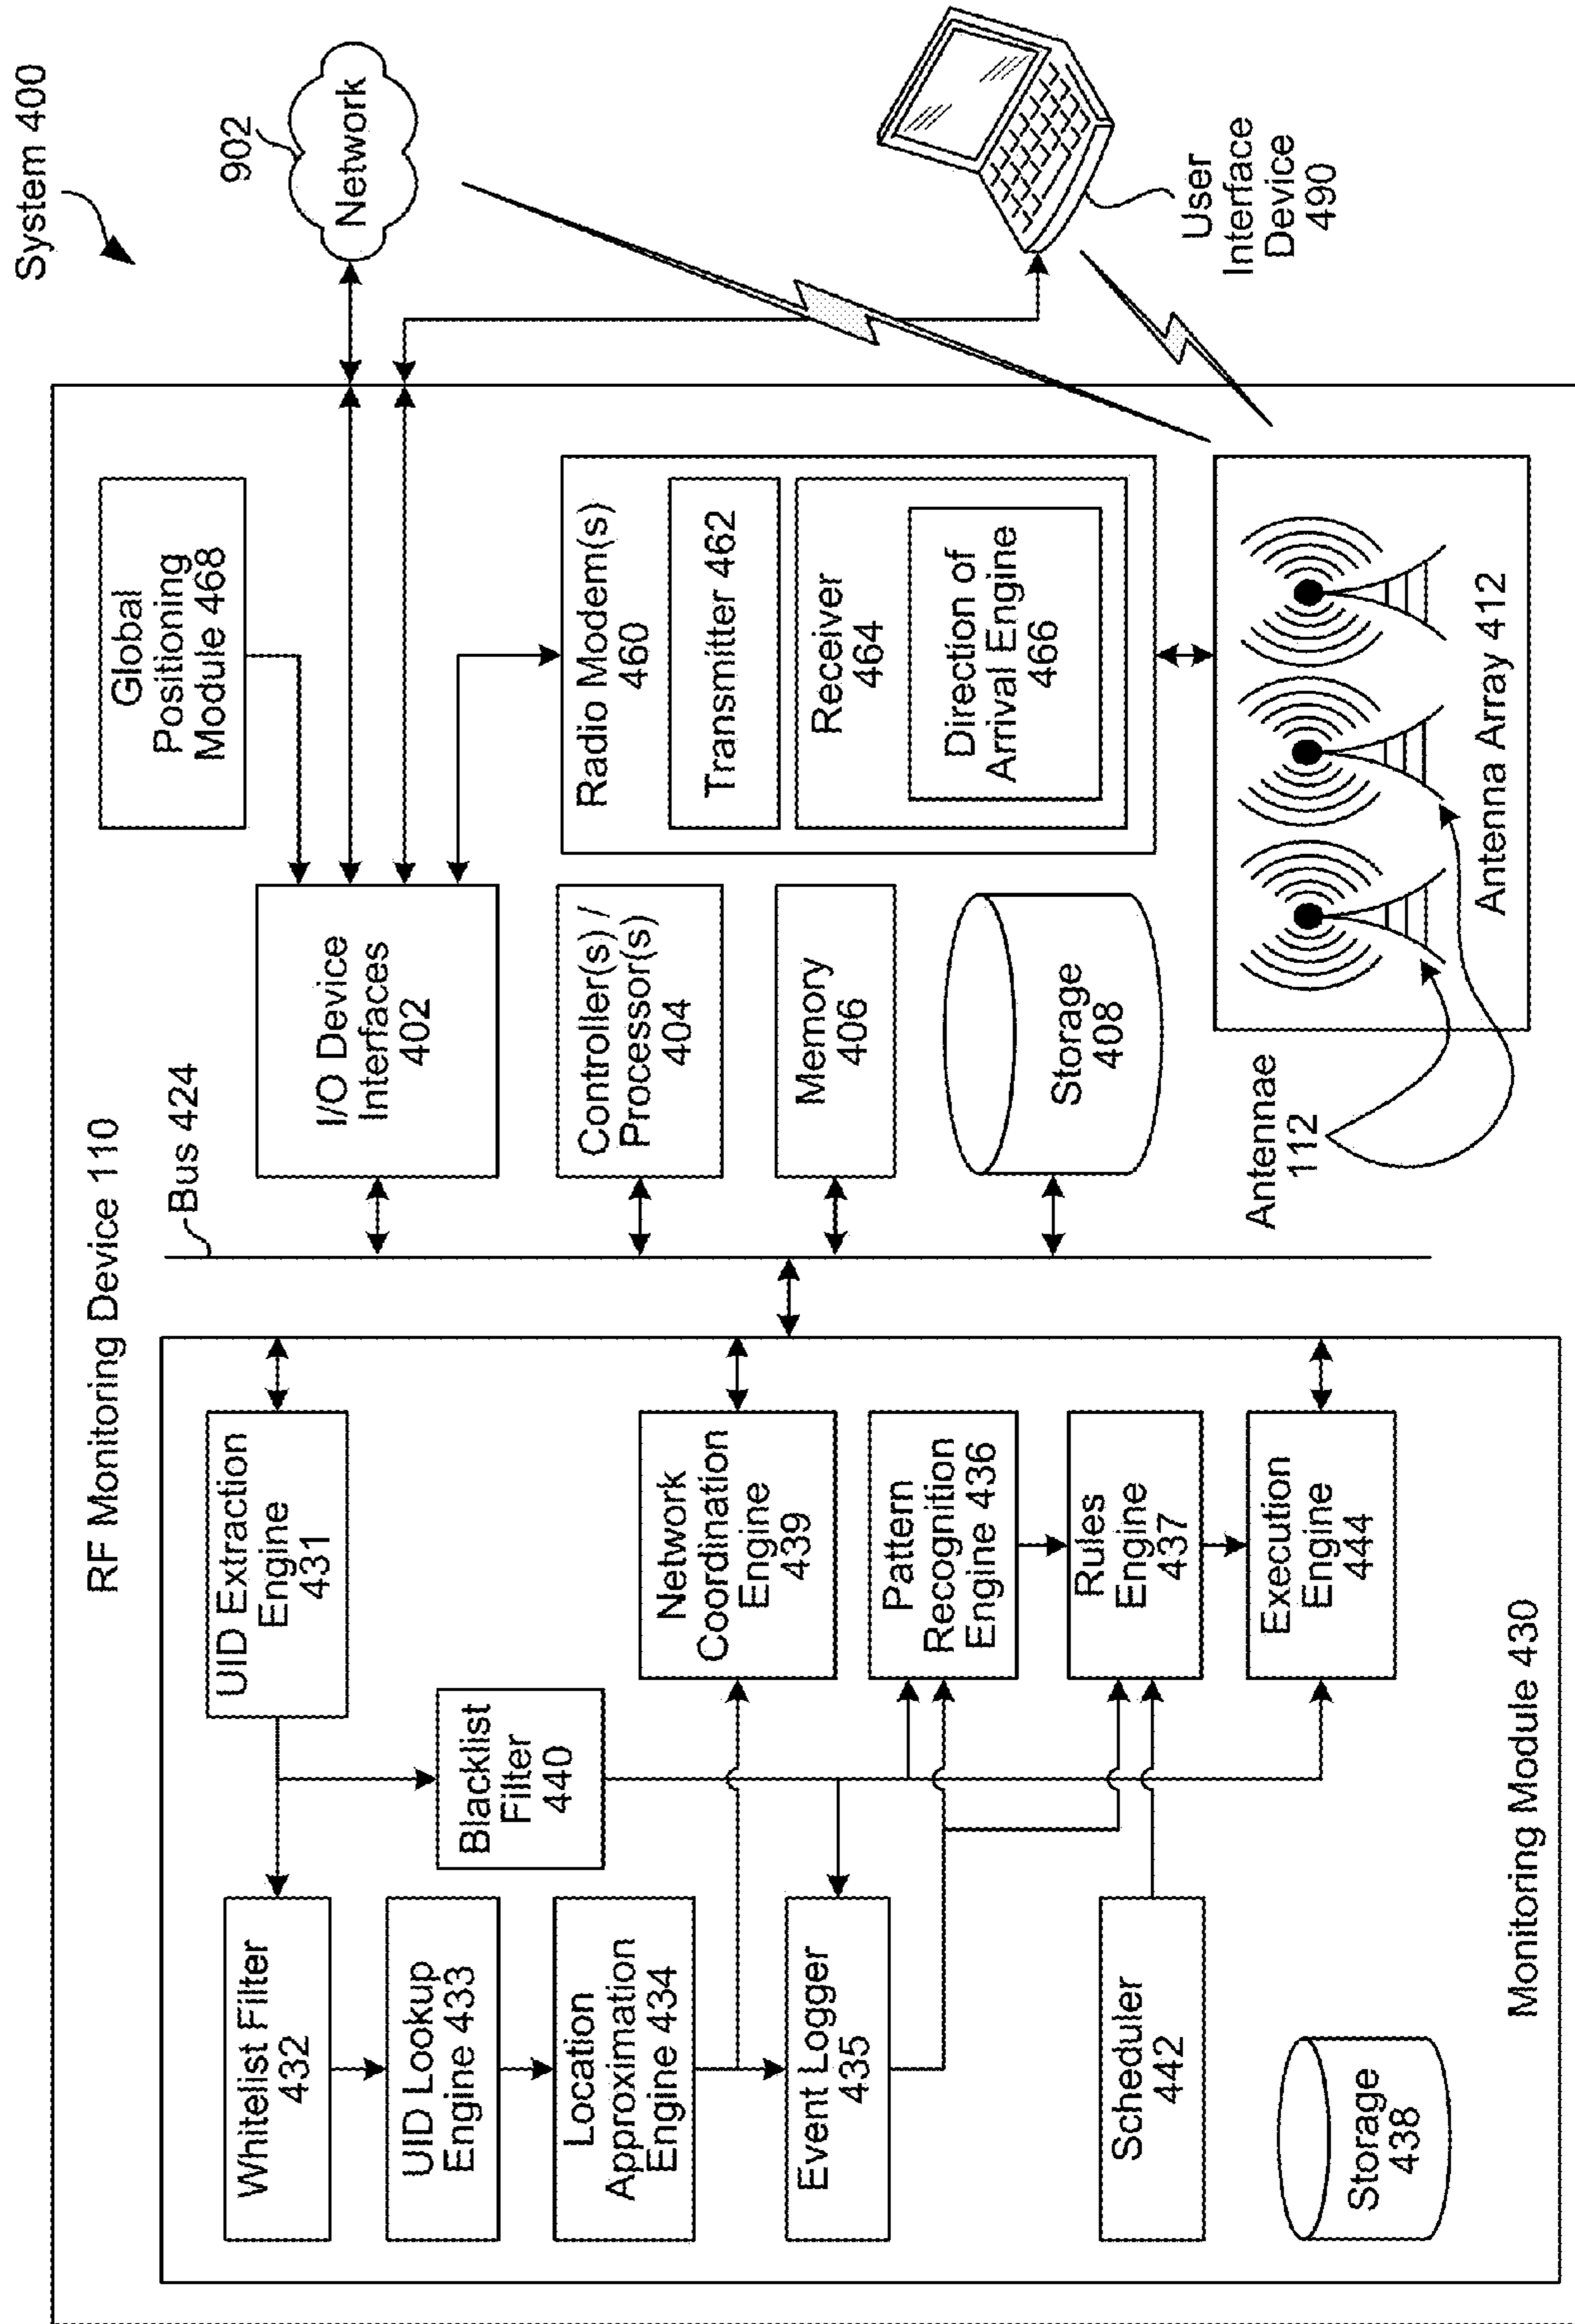 System 400
RF Monitoring Device 110
902
Network
Bus 424
Global
Positioning
Module 468
I/O Device
Interfaces
402
User
Interface
Device
490
Controller(s) /
Processor(s)
404
Memory
406
Storage
408
Radio Modem(s)
460
Transmitter 462
Receiver
464
Direction of
Arrival Engine
466
Antennae
112
Antenna Array 412
UID Extraction
Engine
431
Whitelist Filter
432
Blacklist
Filter
440
UID Lookup
Engine 433
Location
Approximation
Engine 434
Network
Coordination
Engine
439
Event Logger
435
Pattern
Recognition
Engine 436
Rules
Engine
437
Scheduler
442
Execution
Engine
444
Storage
438
Monitoring Module 430